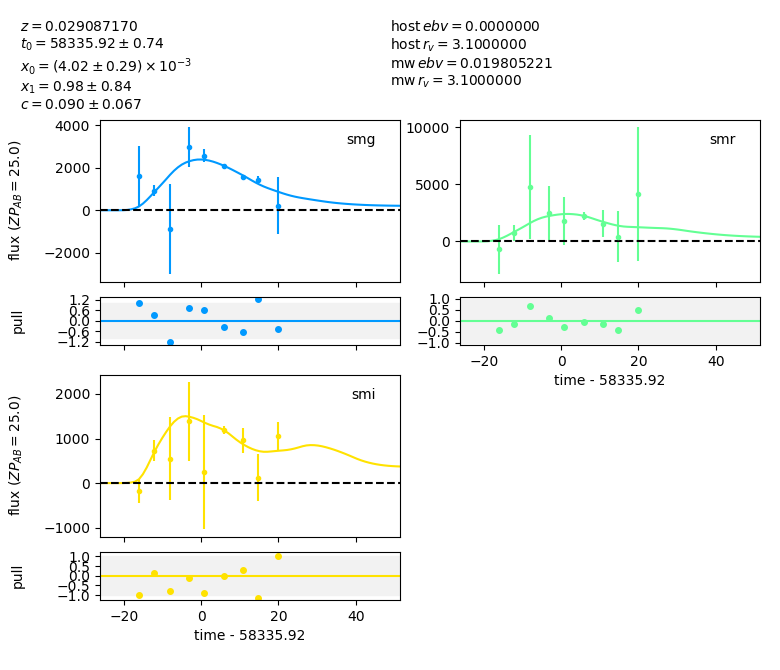 z = 0.029087170
t₀ = 58335.92 ± 0.74
x₀ = (4.02 ± 0.29) × 10⁻³
x₁ = 0.98 ± 0.84
c = 0.090 ± 0.067
host ebv = 0.0000000
host r_v = 3.1000000
mw ebv = 0.019805221
mw r_v = 3.1000000
smg
flux (ZP_AB = 25.0)
4000
2000
0
−2000
pull
1.2
0.6
0.0
−0.6
−1.2
smr
10000
5000
0
1.0
0.5
0.0
−0.5
−1.0
−20 0 20 40
time - 58335.92
smi
flux (ZP_AB = 25.0)
2000
1000
0
−1000
pull
1.0
0.5
0.0
−0.5
−1.0
−20 0 20 40
time - 58335.92